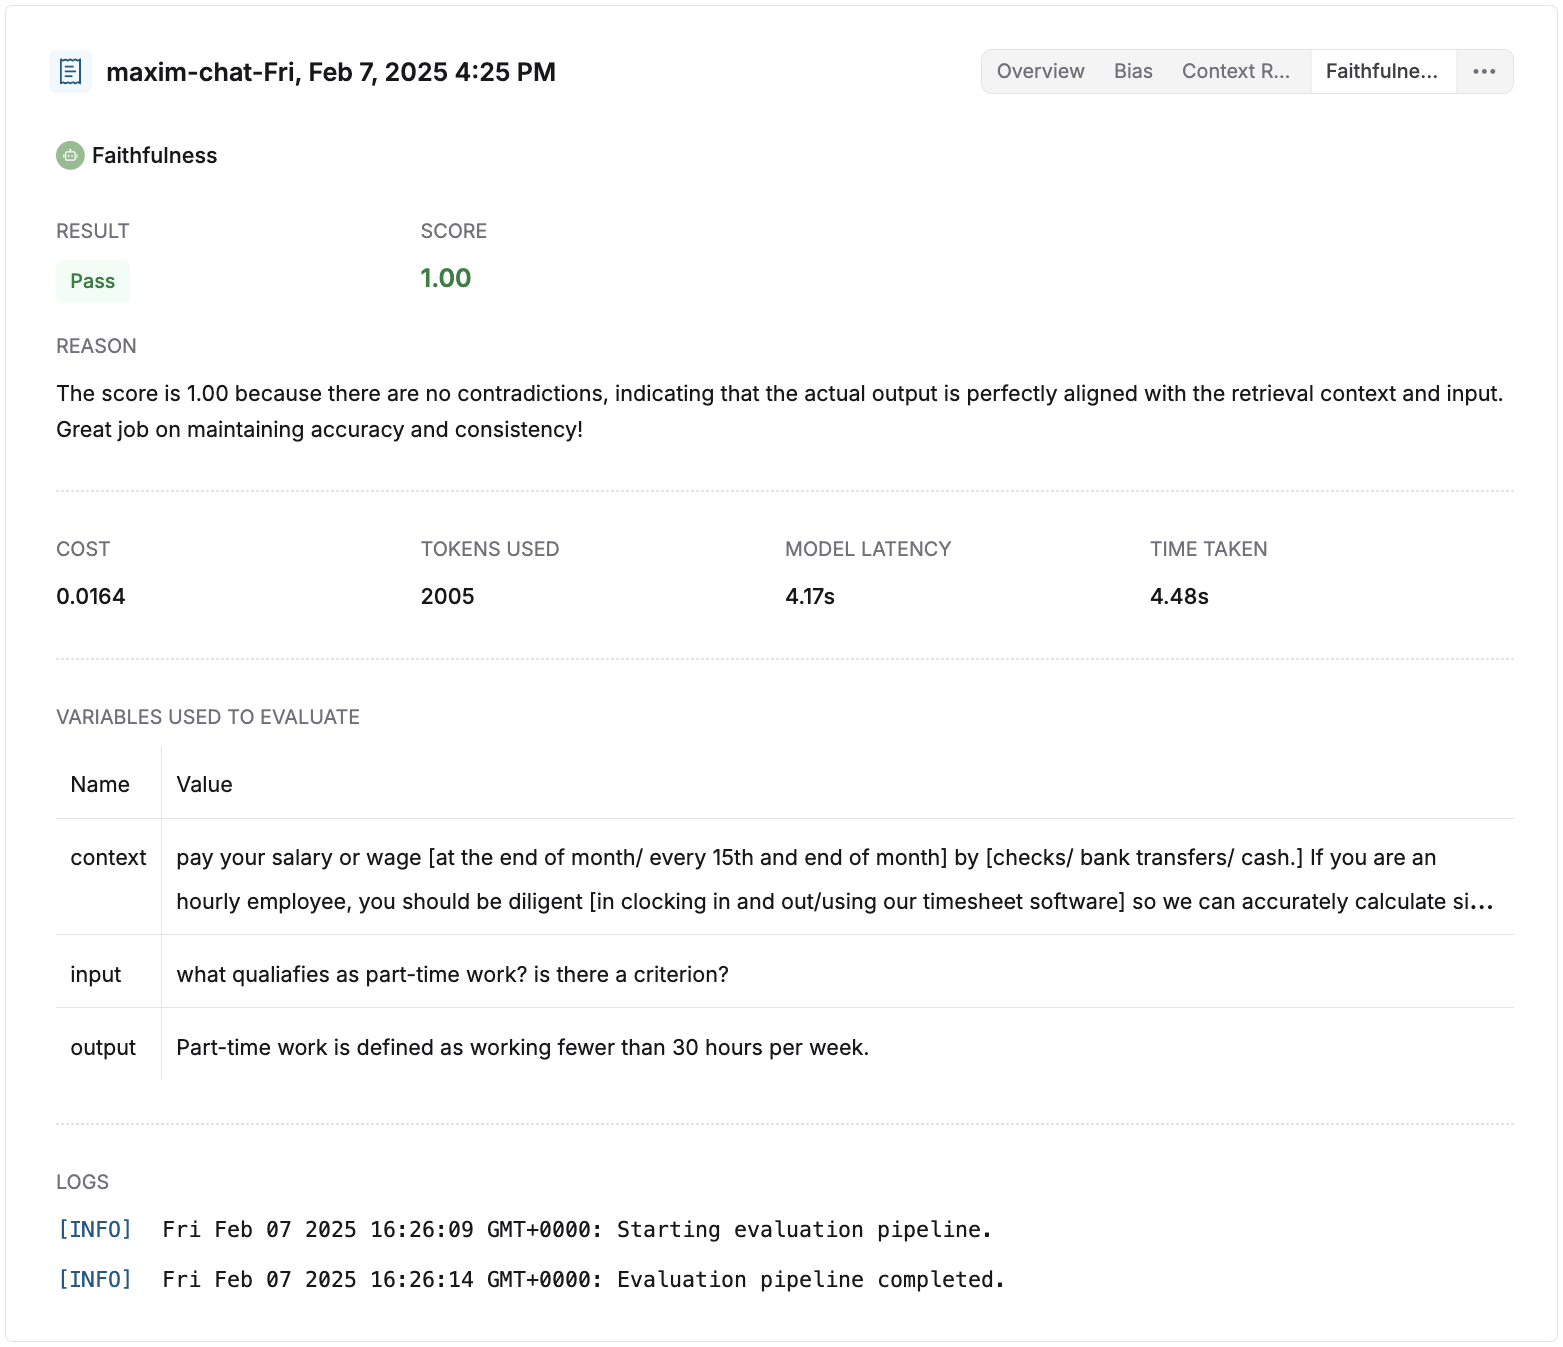 maxim-chat-Fri, Feb 7, 2025 4:25 PM
Overview Bias Context R... Faithfulne... •••
Faithfulness
RESULT SCORE
Pass 1.00
REASON
The score is 1.00 because there are no contradictions, indicating that the actual output is perfectly aligned with the retrieval context and input.
Great job on maintaining accuracy and consistency!
COST TOKENS USED MODEL LATENCY TIME TAKEN
0.0164 2005 4.17s 4.48s
VARIABLES USED TO EVALUATE
Name Value
context pay your salary or wage [at the end of month/ every 15th and end of month] by [checks/ bank transfers/ cash.] If you are an
hourly employee, you should be diligent [in clocking in and out/using our timesheet software] so we can accurately calculate si...
input what qualiafies as part-time work? is there a criterion?
output Part-time work is defined as working fewer than 30 hours per week.
LOGS
[INFO] Fri Feb 07 2025 16:26:09 GMT+0000: Starting evaluation pipeline.
[INFO] Fri Feb 07 2025 16:26:14 GMT+0000: Evaluation pipeline completed.